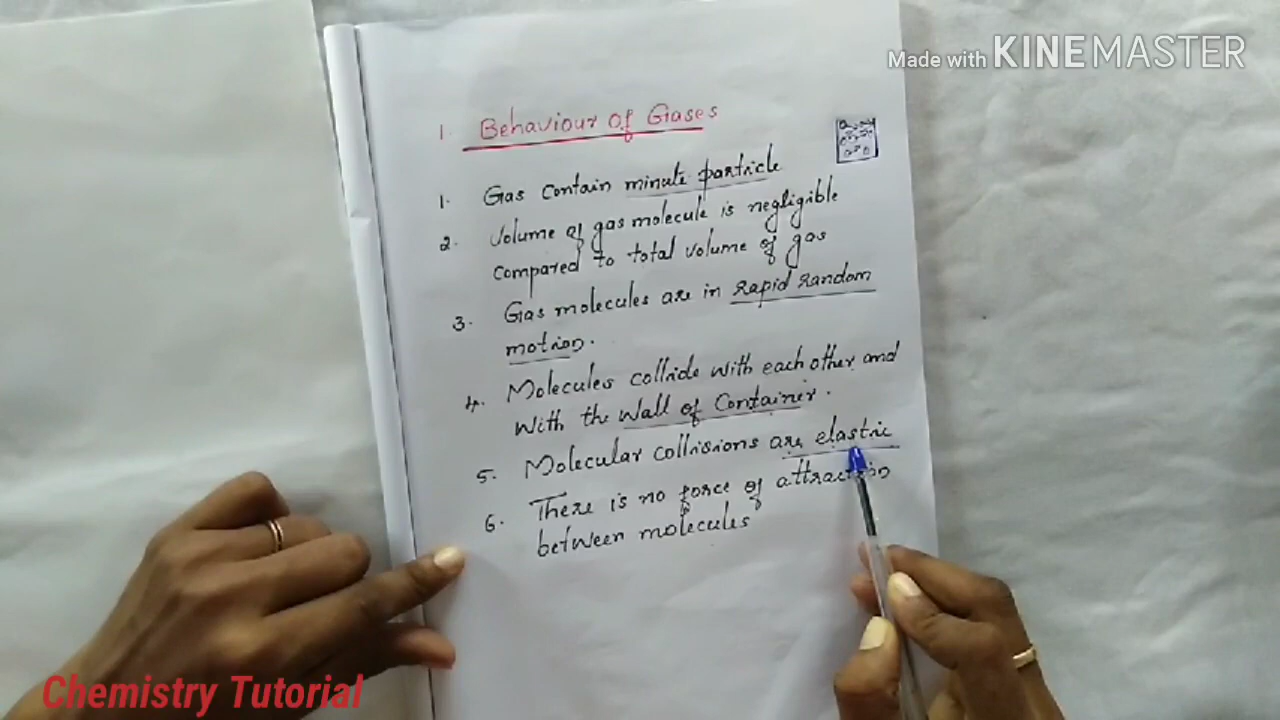 Made with KINEMASTER
1. Behaviour of Gases
1. Gas contain minute particle
2. Volume of gas molecule is negligible
compared to total volume of gas
3. Gas molecules are in rapid random
motion.
4. Molecules collide with each other and
with the wall of container.
5. Molecular collisions are elastic
6. There is no force of attraction
between molecules
Chemistry Tutorial